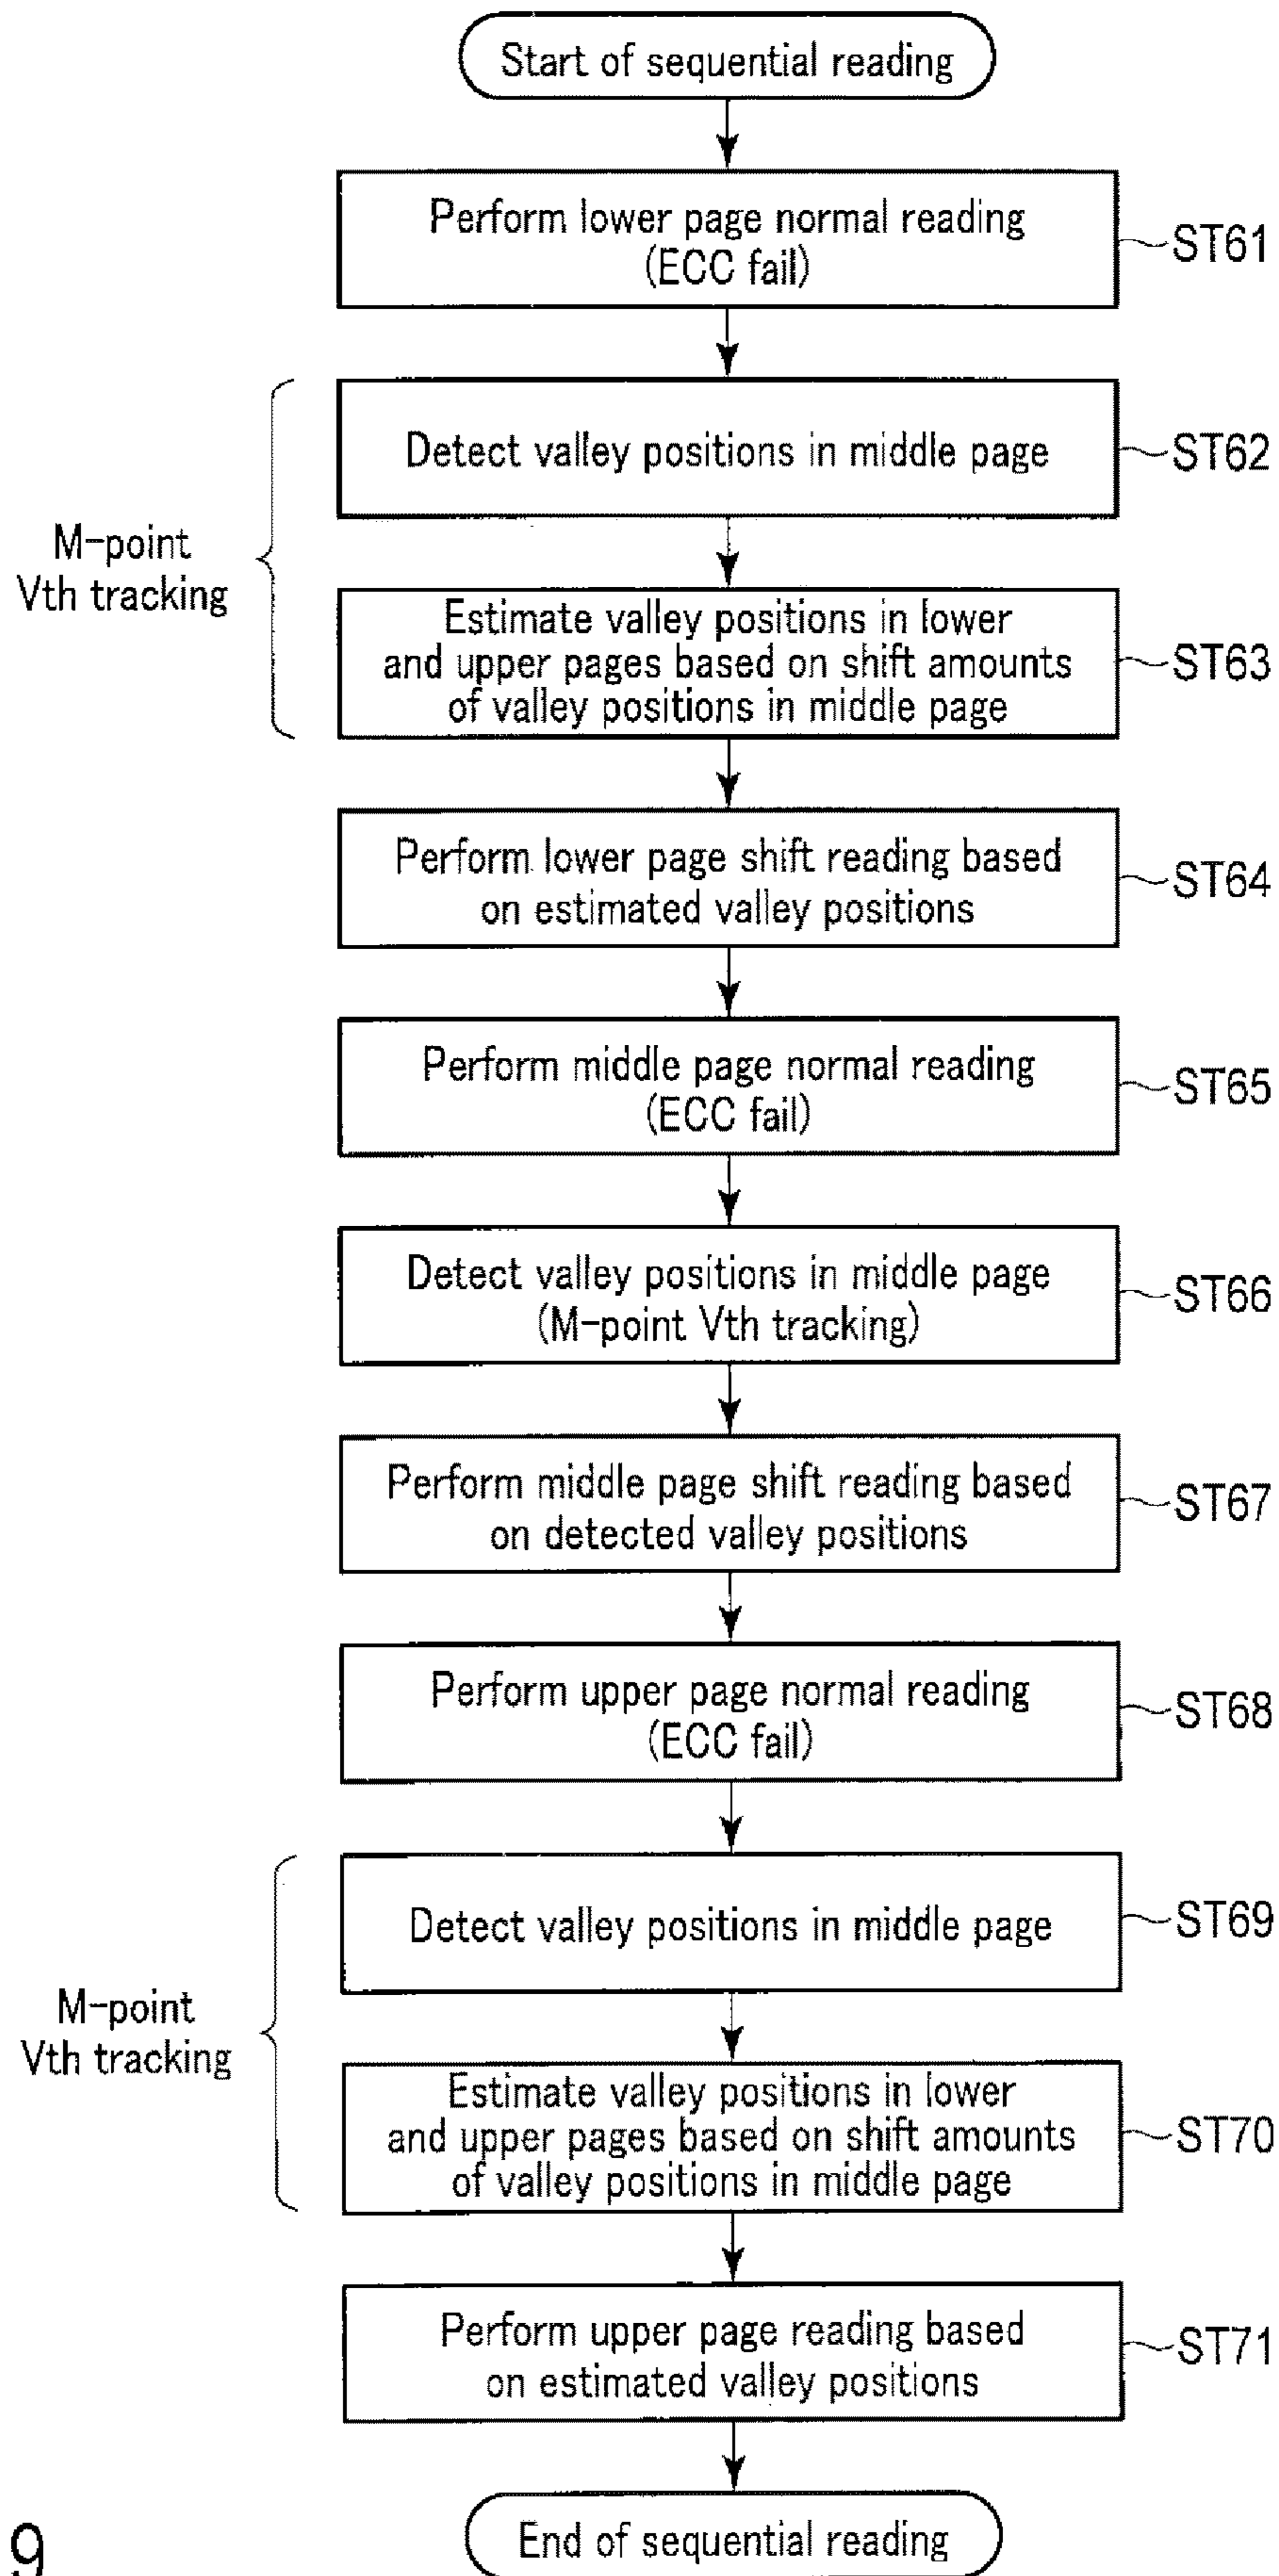 Start of sequential reading
Perform lower page normal reading
(ECC fail)
ST61
Detect valley positions in middle page
ST62
M-point
Vth tracking
Estimate valley positions in lower
and upper pages based on shift amounts
of valley positions in middle page
ST63
Perform lower page shift reading based
on estimated valley positions
ST64
Perform middle page normal reading
(ECC fail)
ST65
Detect valley positions in middle page
(M-point Vth tracking)
ST66
Perform middle page shift reading based
on detected valley positions
ST67
Perform upper page normal reading
(ECC fail)
ST68
Detect valley positions in middle page
ST69
M-point
Vth tracking
Estimate valley positions in lower
and upper pages based on shift amounts
of valley positions in middle page
ST70
Perform upper page reading based
on estimated valley positions
ST71
End of sequential reading
9